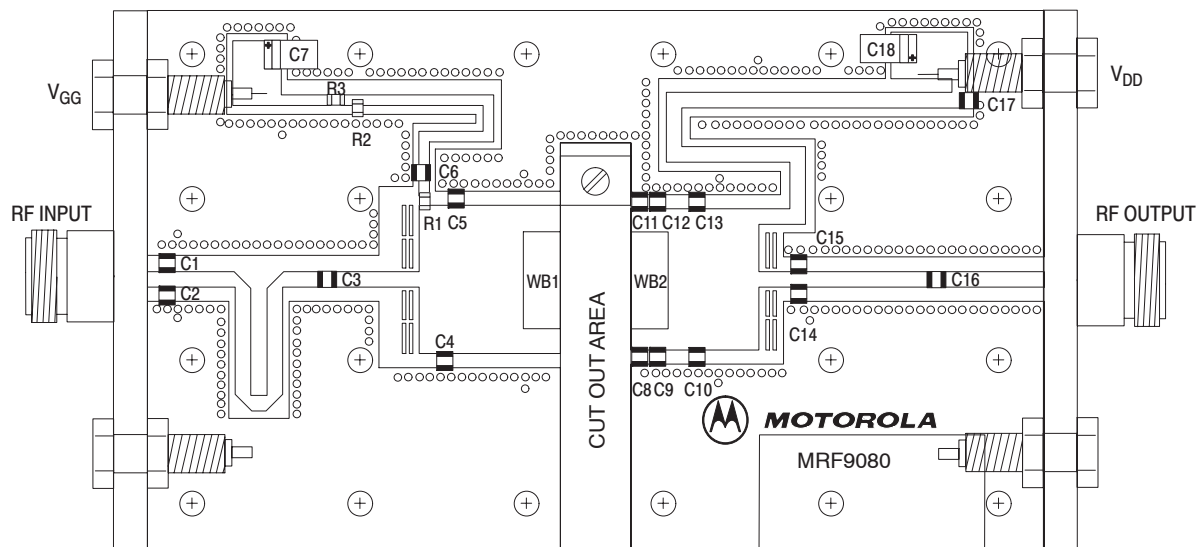 C7
C18
VGG
VDD
R3
C17
R2
C6
RF INPUT
R1
C5
C11
C12
C13
RF OUTPUT
C15
C1
C3
WB1
WB2
C16
C2
C14
C4
CUT OUT AREA
C8
C9
C10
MOTOROLA
MRF9080